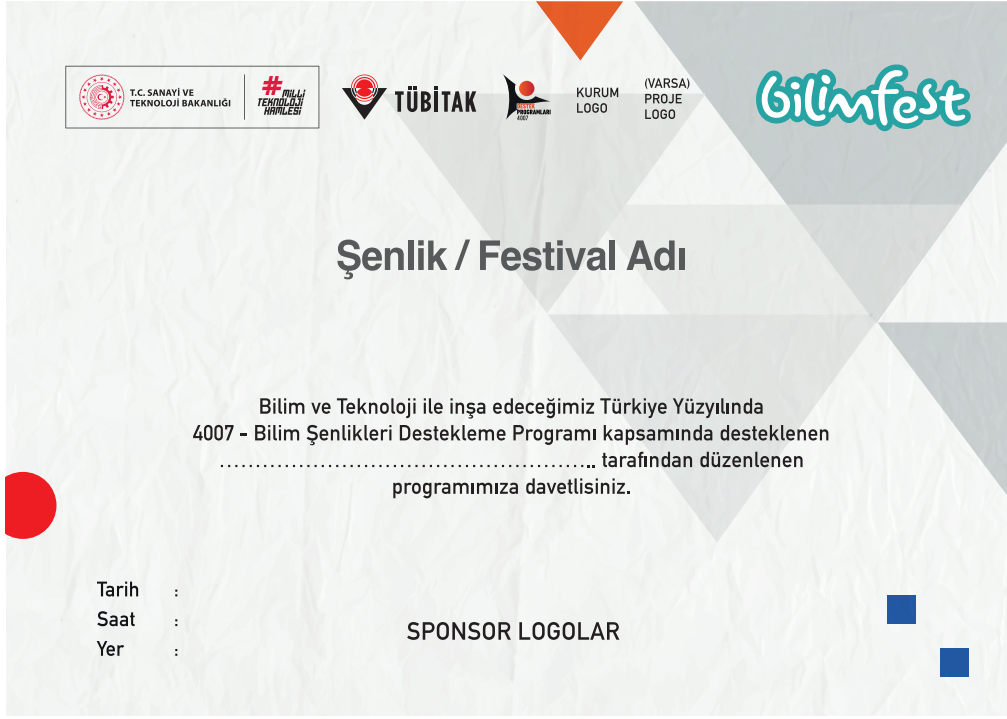 T.C. SANAYİ VE
TEKNOLOJİ BAKANLIĞI
#MİLLİ
TEKNOLOJİ
HAMLESİ
TÜBİTAK
DESTEK
PROGRAMLARI
4007
KURUM
LOGO
(VARSA)
PROJE
LOGO
bilimfest
Şenlik / Festival Adı
Bilim ve Teknoloji ile inşa edeceğimiz Türkiye Yüzyılında
4007 - Bilim Şenlikleri Destekleme Programı kapsamında desteklenen
………………………………………………….. tarafından düzenlenen
programımıza davetlisiniz.
Tarih :
Saat :
Yer :
SPONSOR LOGOLAR